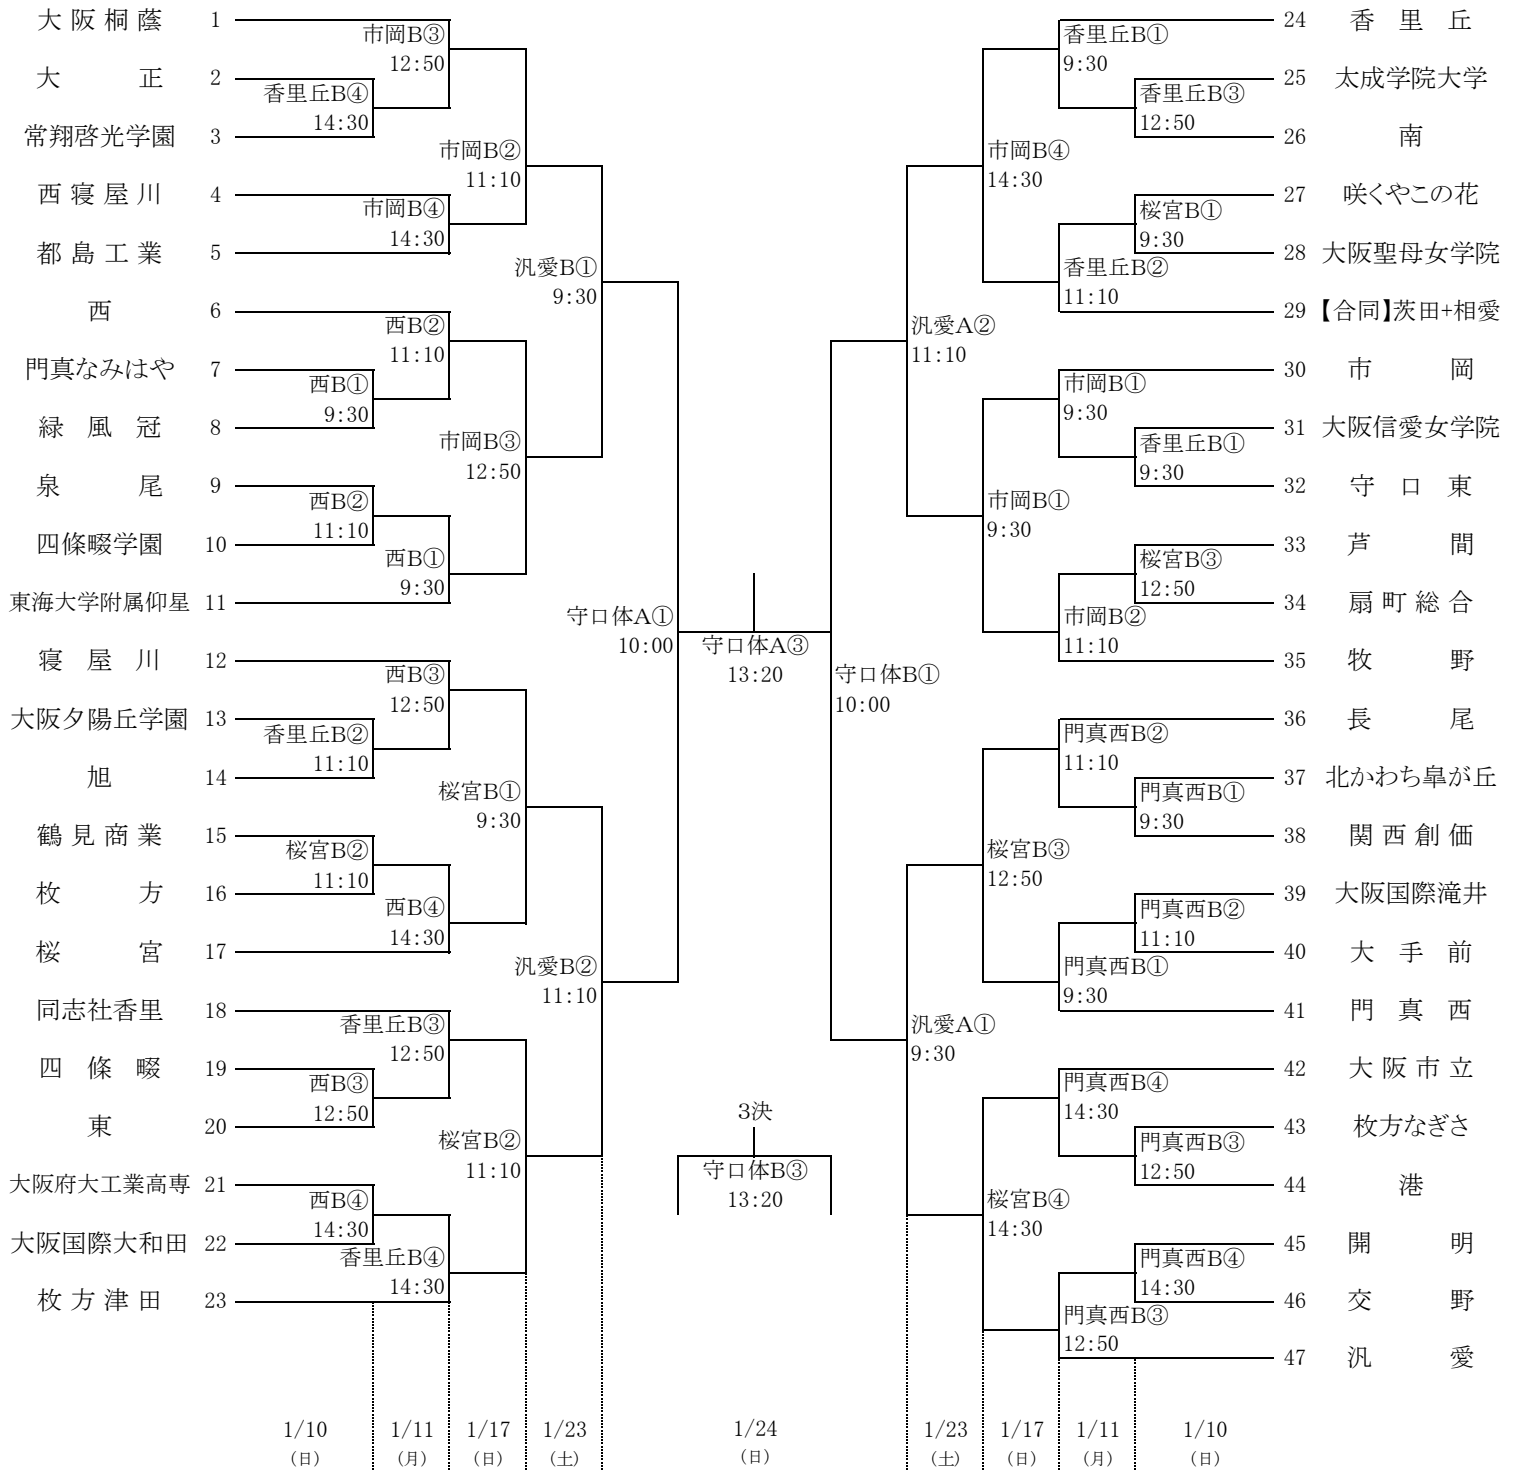 大阪桐蔭 1
市岡B③
12:50
大正 2
香里丘B④
14:30
常翔啓光学園 3
市岡B②
11:10
西寝屋川 4
市岡B④
14:30
都島工業 5
汎愛B①
9:30
西 6
西B②
11:10
門真なみはや 7
西B①
9:30
緑風冠 8
市岡B③
12:50
泉尾 9
西B②
11:10
四條畷学園 10
西B①
9:30
東海大学附属仰星 11
守口体A①
10:00
寝屋川 12
西B③
12:50
大阪夕陽丘学園 13
香里丘B②
11:10
旭 14
桜宮B①
9:30
鶴見商業 15
桜宮B②
11:10
枚方 16
西B④
14:30
桜宮 17
汎愛B②
11:10
同志社香里 18
香里丘B③
12:50
四條畷 19
西B③
12:50
東 20
桜宮B②
11:10
大阪府大工業高専 21
西B④
14:30
大阪国際大和田 22
香里丘B④
14:30
枚方津田 23
守口体A③
13:20
3決
守口体B③
13:20
24 香里丘
香里丘B①
9:30
25 太成学院大学
香里丘B③
12:50
26 南
市岡B④
14:30
27 咲くやこの花
桜宮B①
9:30
28 大阪聖母女学院
香里丘B②
11:10
29 【合同】茨田+相愛
汎愛A②
11:10
30 市岡
市岡B①
9:30
31 大阪信愛女学院
香里丘B①
9:30
32 守口東
市岡B①
9:30
33 芦間
桜宮B③
12:50
34 扇町総合
市岡B②
11:10
35 牧野
守口体B①
10:00
36 長尾
門真西B②
11:10
37 北かわち皐が丘
門真西B①
9:30
38 関西創価
桜宮B③
12:50
39 大阪国際滝井
門真西B②
11:10
40 大手前
門真西B①
9:30
41 門真西
汎愛A①
9:30
42 大阪市立
門真西B④
14:30
43 枚方なぎさ
門真西B③
12:50
44 港
桜宮B④
14:30
45 開明
門真西B④
14:30
46 交野
門真西B③
12:50
47 汎愛
1/10 1/11 1/17 1/23 1/24 1/23 1/17 1/11 1/10
(日) (月) (日) (土) (日) (土) (日) (月) (日)